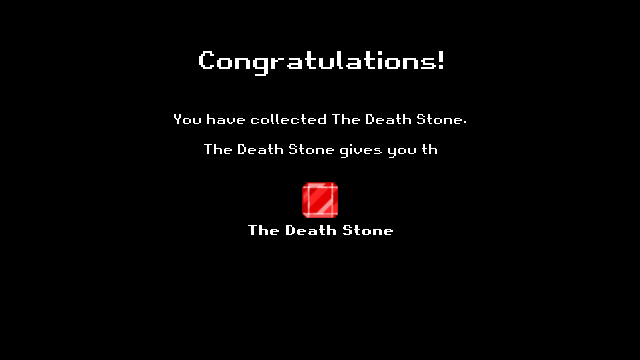 Congratulations!
You have collected The Death Stone.
The Death Stone gives you th
The Death Stone